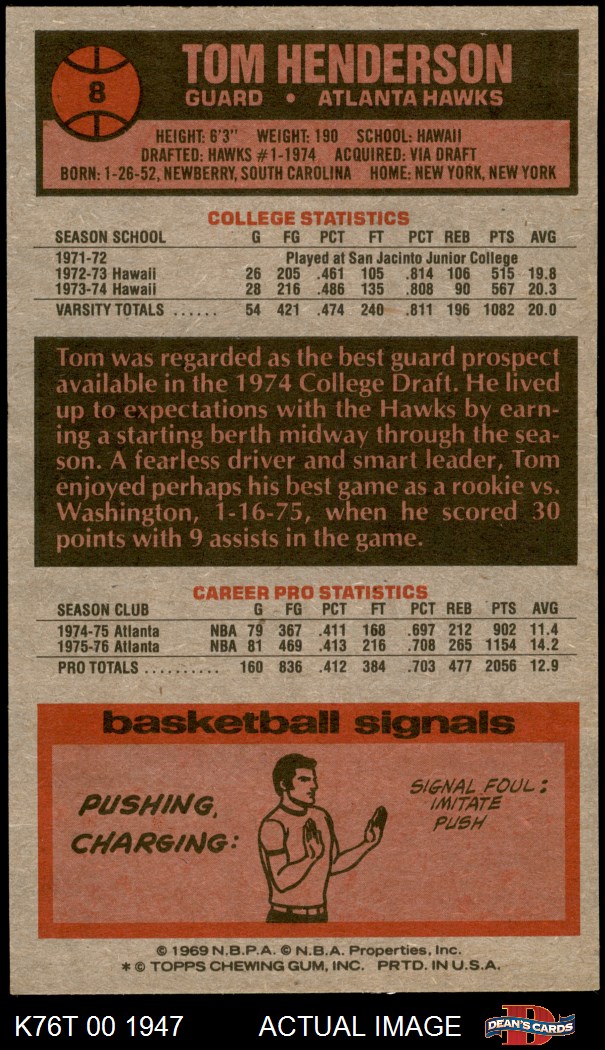 8
TOM HENDERSON
GUARD • ATLANTA HAWKS
HEIGHT: 6'3" WEIGHT: 190 SCHOOL: HAWAII
DRAFTED: HAWKS #1-1974 ACQUIRED: VIA DRAFT
BORN: 1-26-52, NEWBERRY, SOUTH CAROLINA HOME: NEW YORK, NEW YORK
COLLEGE STATISTICS
SEASON SCHOOL G FG PCT FT PCT REB PTS AVG
1971-72 Played at San Jacinto Junior College
1972-73 Hawaii 26 205 .461 105 .814 106 515 19.8
1973-74 Hawaii 28 216 .486 135 .808 90 567 20.3
VARSITY TOTALS ...... 54 421 .474 240 .811 196 1082 20.0
Tom was regarded as the best guard prospect
available in the 1974 College Draft. He lived
up to expectations with the Hawks by earn-
ing a starting berth midway through the sea-
son. A fearless driver and smart leader, Tom
enjoyed perhaps his best game as a rookie vs.
Washington, 1-16-75, when he scored 30
points with 9 assists in the game.
CAREER PRO STATISTICS
SEASON CLUB G FG PCT FT PCT REB PTS AVG
1974-75 Atlanta NBA 79 367 .411 168 .697 212 902 11.4
1975-76 Atlanta NBA 81 469 .413 216 .708 265 1154 14.2
PRO TOTALS .......... 160 836 .412 384 .703 477 2056 12.9
basketball signals
PUSHING,
CHARGING:
SIGNAL FOUL:
IMITATE
PUSH
© 1969 N.B.P.A. © N.B.A. Properties, Inc.
* © TOPPS CHEWING GUM, INC. PRTD. IN U.S.A.
K76T 00 1947 ACTUAL IMAGE
D
DEAN'S CARDS